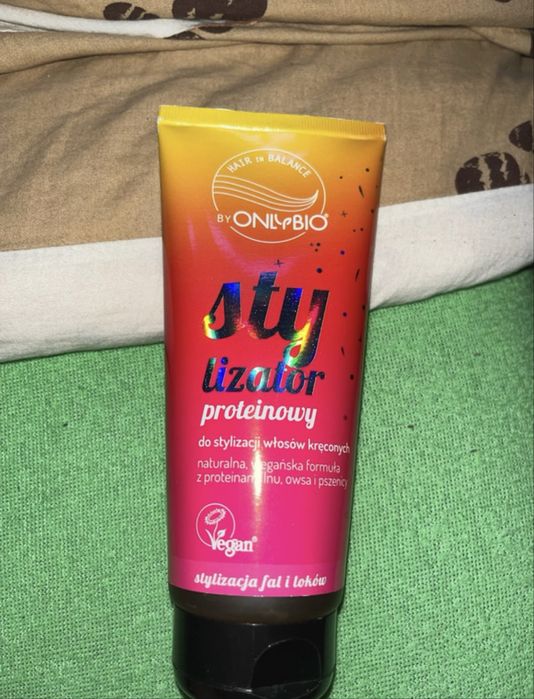 HAIR IN BALANCE
BY ONLYBIO®
sty
lizator
proteinowy
do stylizacji włosów kręconych
naturalna, wegańska formuła
z proteinami lnu, owsa i pszenicy
Vegan®
stylizacja fal i loków